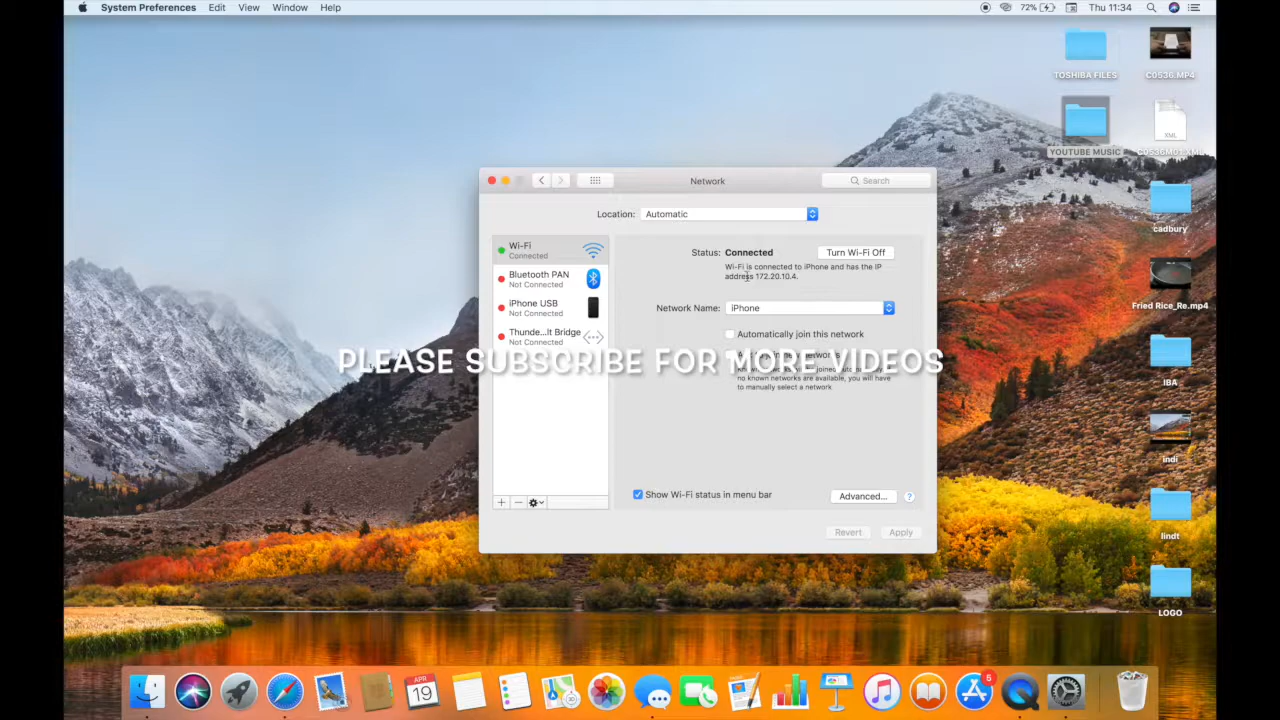 System Preferences Edit View Window Help
72% Thu 11:34
TOSHIBA FILES
C0536.MP4
XML
YOUTUBE MUSIC
C0536M01.XML
Network
Search
Location: Automatic
Wi-Fi
Connected
Bluetooth PAN
Not Connected
iPhone USB
Not Connected
Thunde...lt Bridge
Not Connected
Status: Connected
Turn Wi-Fi Off
Wi-Fi is connected to iPhone and has the IP
address 172.20.10.4.
Network Name: iPhone
Automatically join this network
PLEASE SUBSCRIBE FOR MORE VIDEOS
no known networks are available, you will have
to manually select a network
Show Wi-Fi status in menu bar
Advanced...
?
Revert
Apply
cadbury
Fried Rice_Re.mp4
IBA
indi
lindt
LOGO
APR
19
5